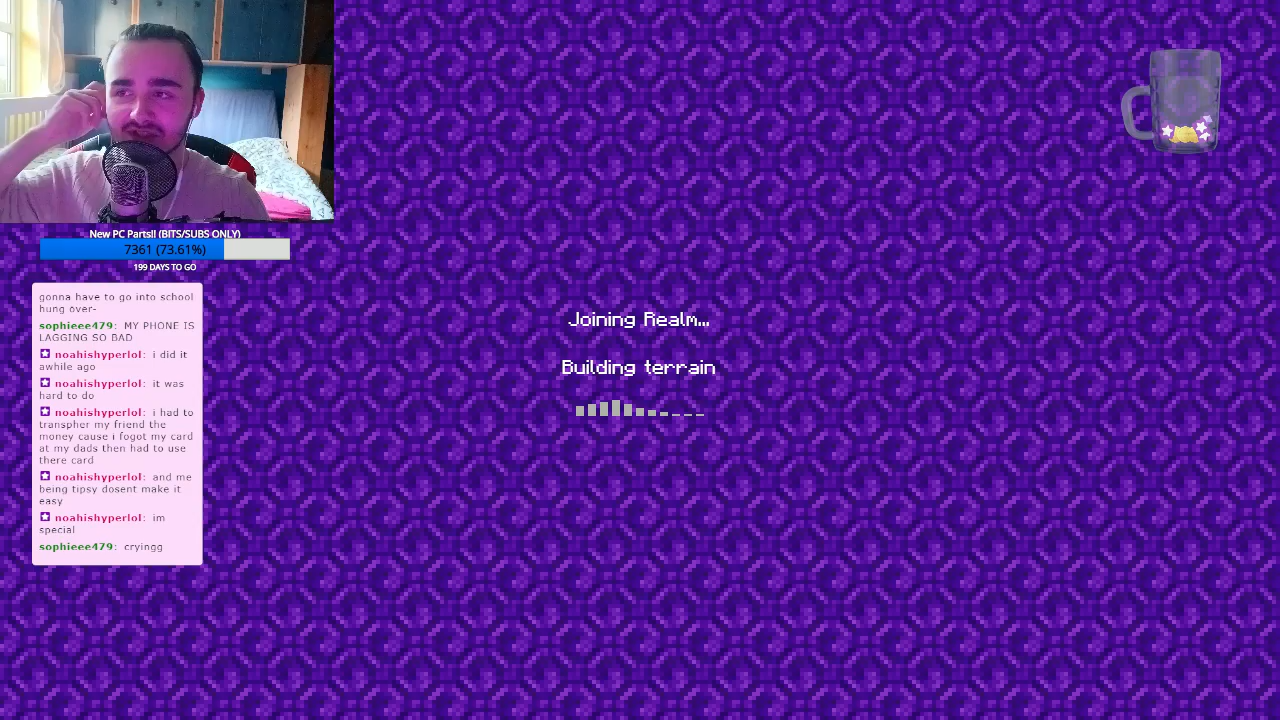 New PC Parts!! (BITS/SUBS ONLY)
7361 (73.61%)
199 DAYS TO GO
gonna have to go into school
hung over-
sophieee479: MY PHONE IS
LAGGING SO BAD
noahishyperlol: i did it
awhile ago
noahishyperlol: it was
hard to do
noahishyperlol: i had to
transpher my friend the
money cause i fogot my card
at my dads then had to use
there card
noahishyperlol: and me
being tipsy dosent make it
easy
noahishyperlol: im
special
sophieee479: cryingg
Joining Realm...
Building terrain